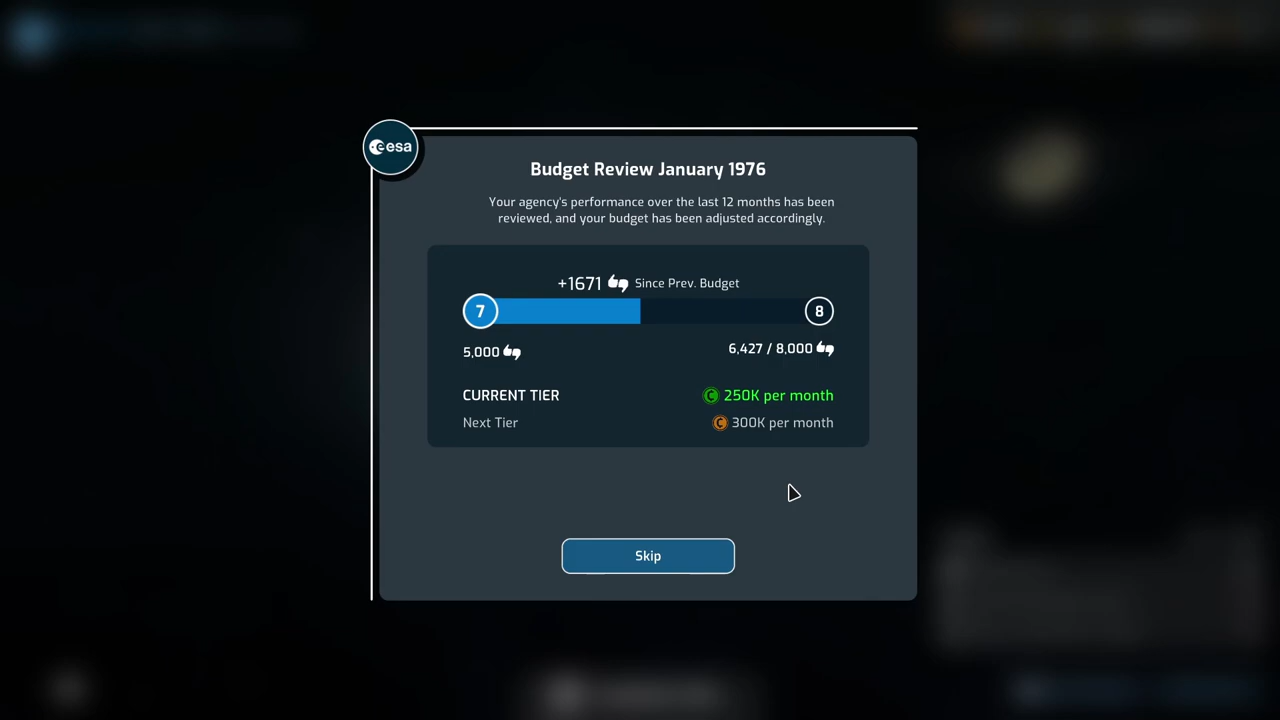 esa
Budget Review January 1976
Your agency's performance over the last 12 months has been
reviewed, and your budget has been adjusted accordingly.
+1671 Since Prev. Budget
7 8
5,000 6,427 / 8,000
CURRENT TIER C 250K per month
Next Tier C 300K per month
Skip